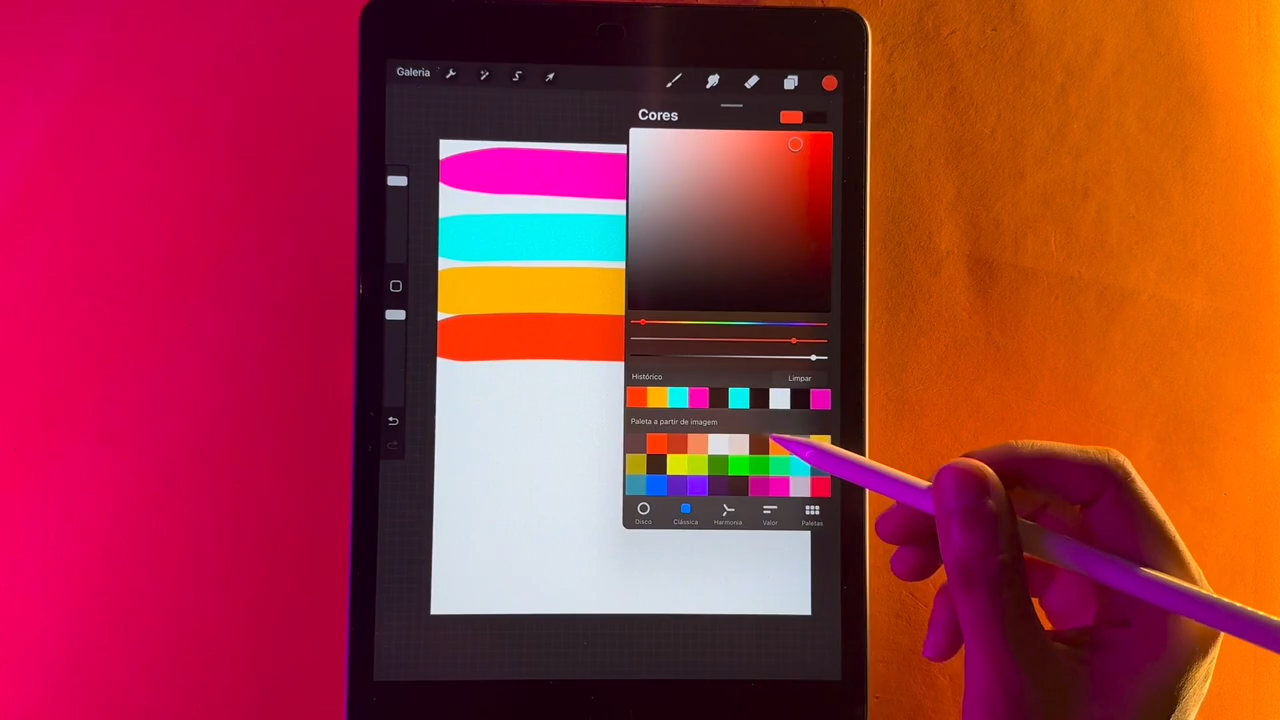 Galeria
Cores
Histórico Limpar
Paleta a partir de imagem
Disco Clássica Harmonia Valor Paletas